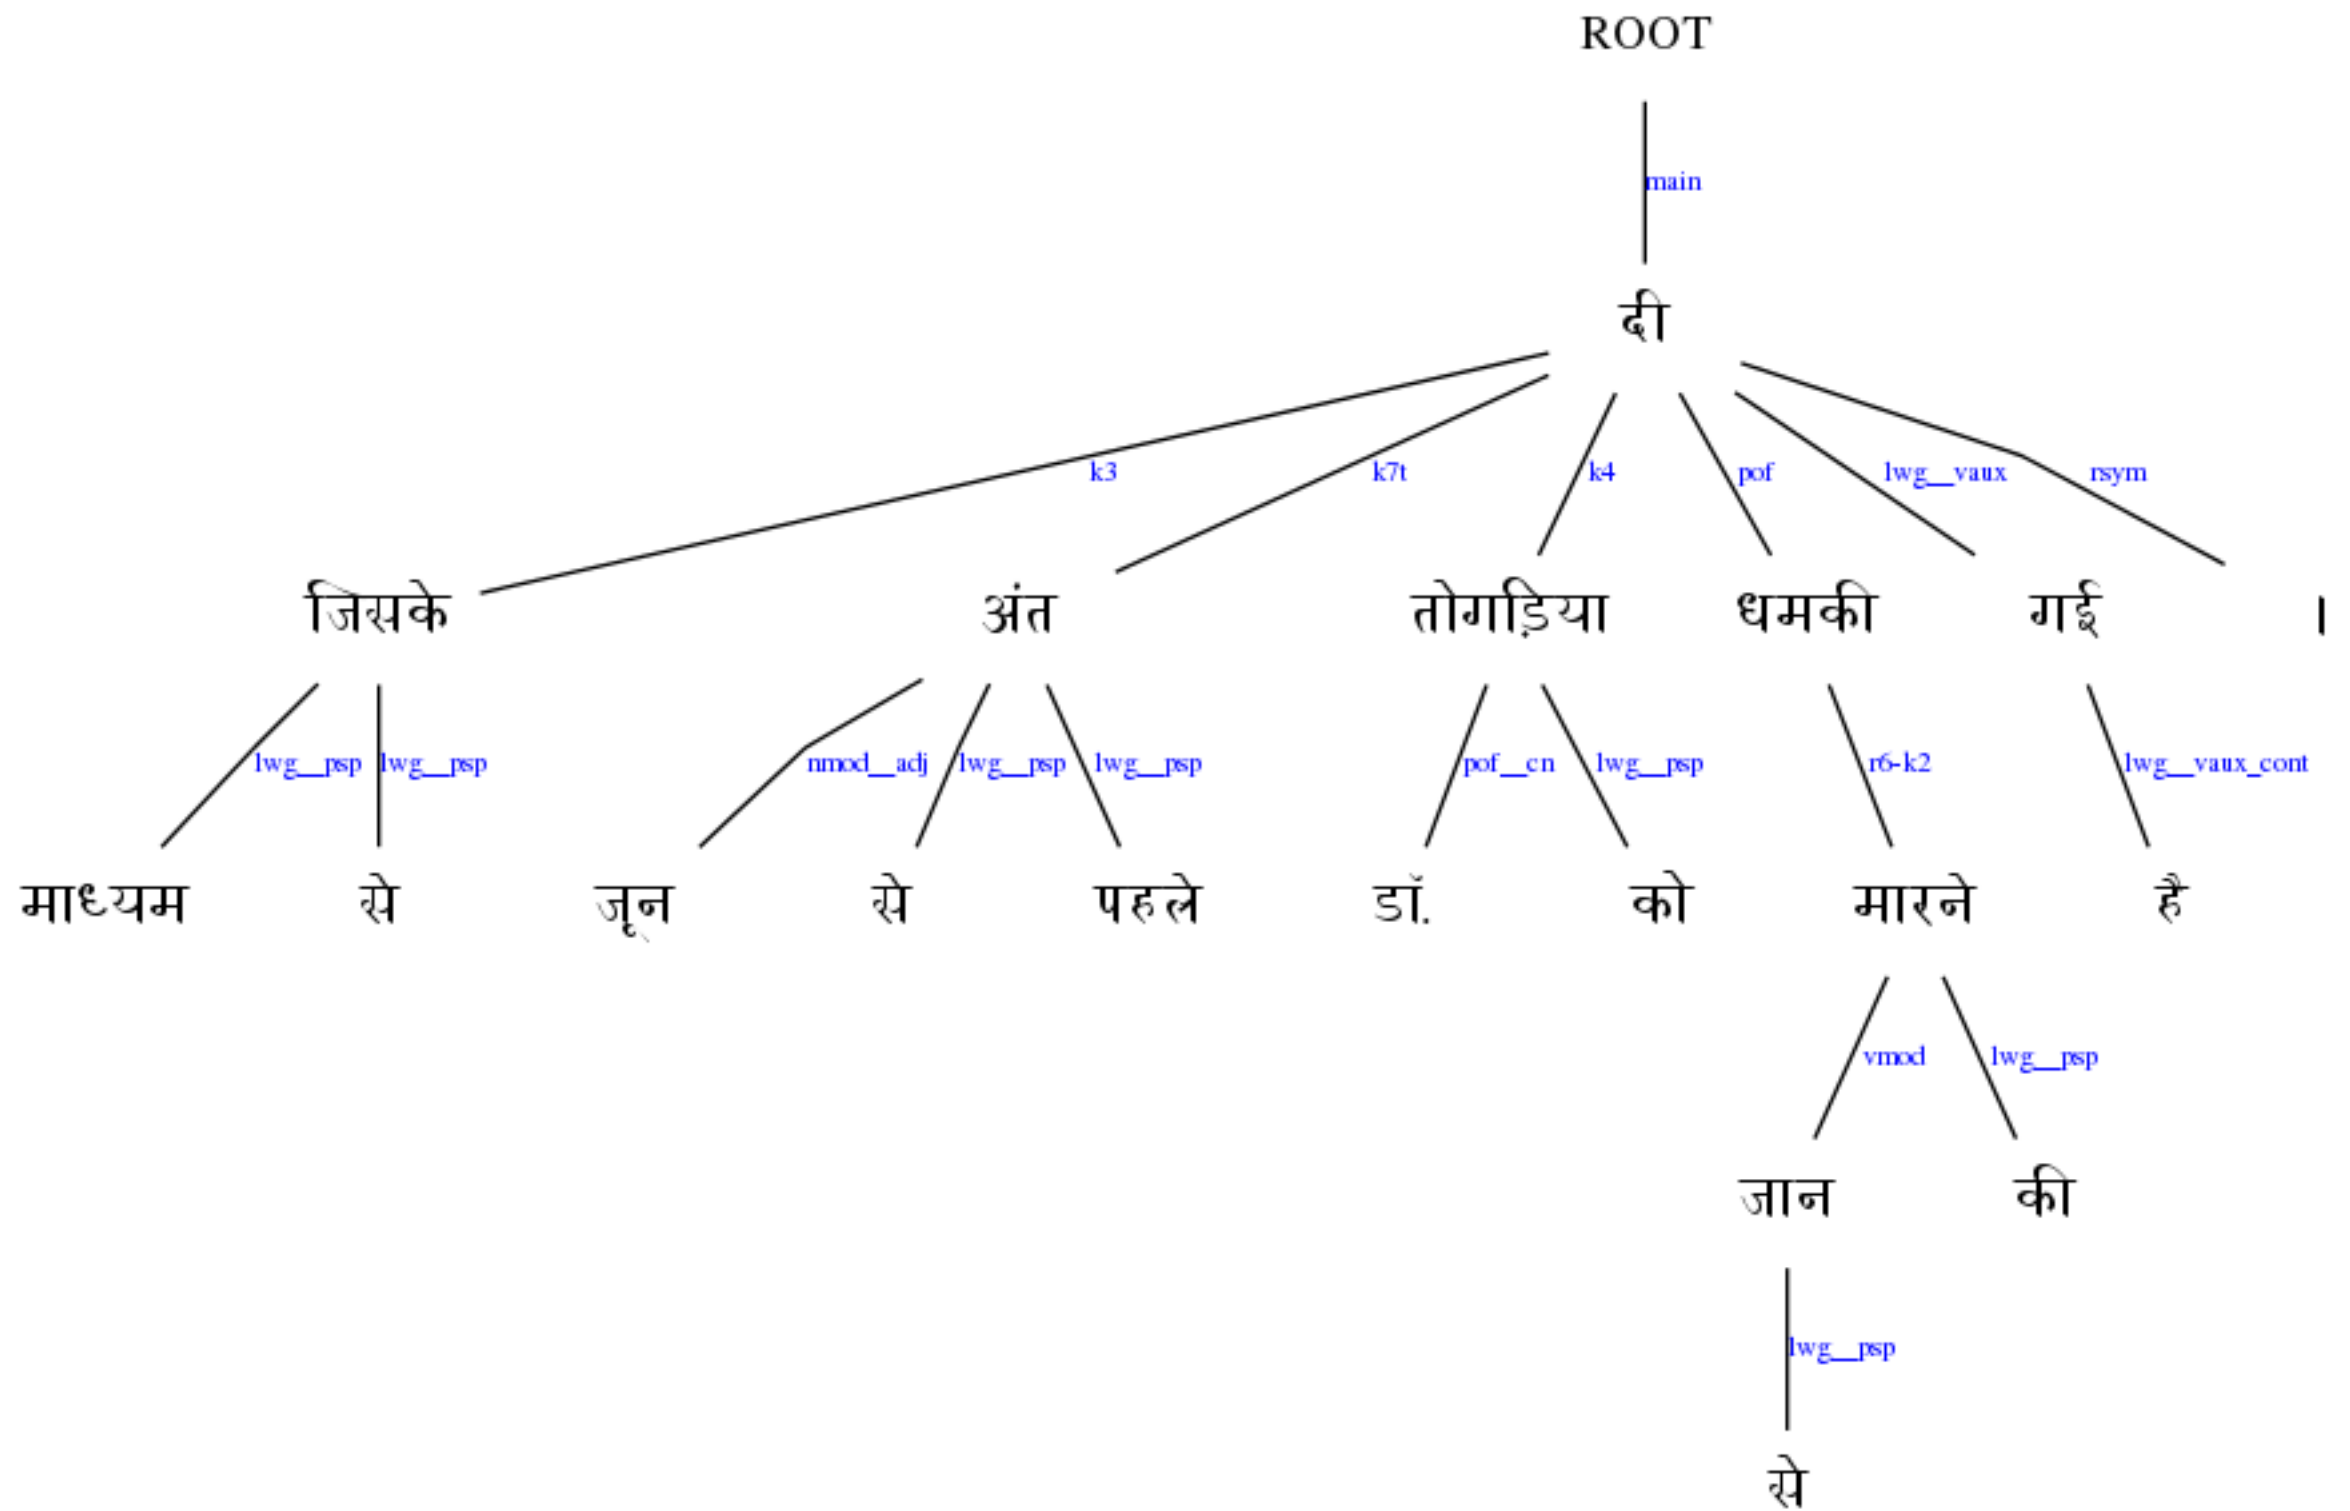 ROOT
main
दी
k3 k7t k4 pof lwg__vaux rsym
जिसके अंत तोगड़िया धमकी गई ।
lwg__psp lwg__psp nmod__adj lwg__psp lwg__psp pof__cn lwg__psp r6-k2 lwg__vaux_cont
माध्यम से जून से पहले डॉ. को मारने है
vmod lwg__psp
जान की
lwg__psp
से